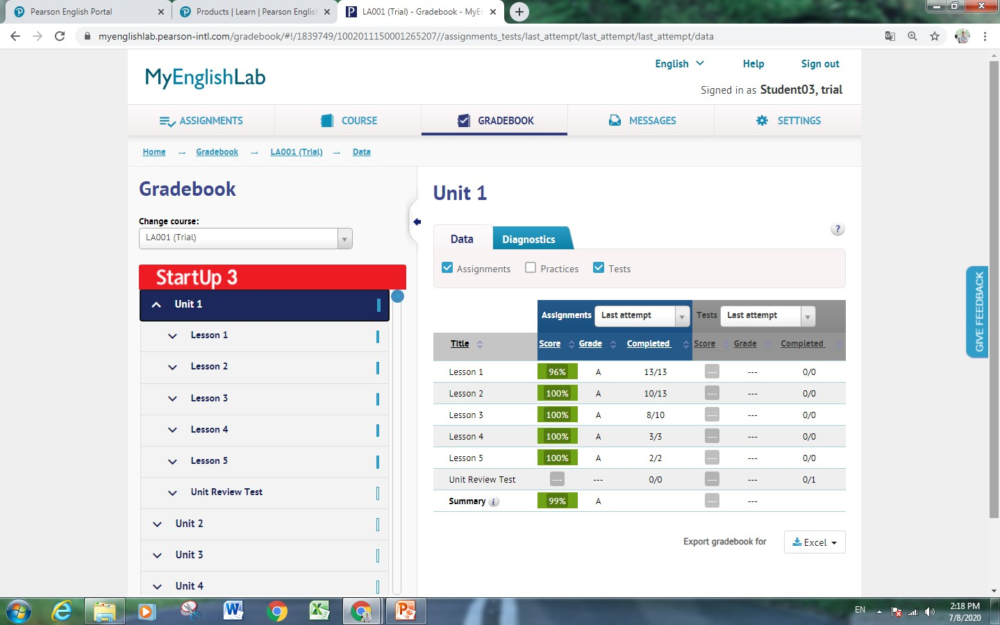 Pearson English Portal
Products | Learn | Pearson English
LA001 (Trial) - Gradebook - MyEn
myenglishlab.pearson-intl.com/gradebook/#!/1839749/1002011150001265207//assignments_tests/last_attempt/last_attempt/last_attempt/data
MyEnglishLab
English
Help
Sign out
Signed in as Student03, trial
ASSIGNMENTS
COURSE
GRADEBOOK
MESSAGES
SETTINGS
Home → Gradebook → LA001 (Trial) → Data
Gradebook
Change course:
LA001 (Trial)
StartUp 3
Unit 1
Lesson 1
Lesson 2
Lesson 3
Lesson 4
Lesson 5
Unit Review Test
Unit 2
Unit 3
Unit 4
Unit 1
Data
Diagnostics
?
Assignments Practices Tests
Assignments Last attempt Tests Last attempt
Title Score Grade Completed Score Grade Completed
Lesson 1 96% A 13/13 --- --- 0/0
Lesson 2 100% A 10/13 --- --- 0/0
Lesson 3 100% A 8/10 --- --- 0/0
Lesson 4 100% A 3/3 --- --- 0/0
Lesson 5 100% A 2/2 --- --- 0/0
Unit Review Test --- --- 0/0 --- --- 0/1
Summary i 99% A --- ---
Export gradebook for Excel
GIVE FEEDBACK
EN
2:18 PM
7/8/2020